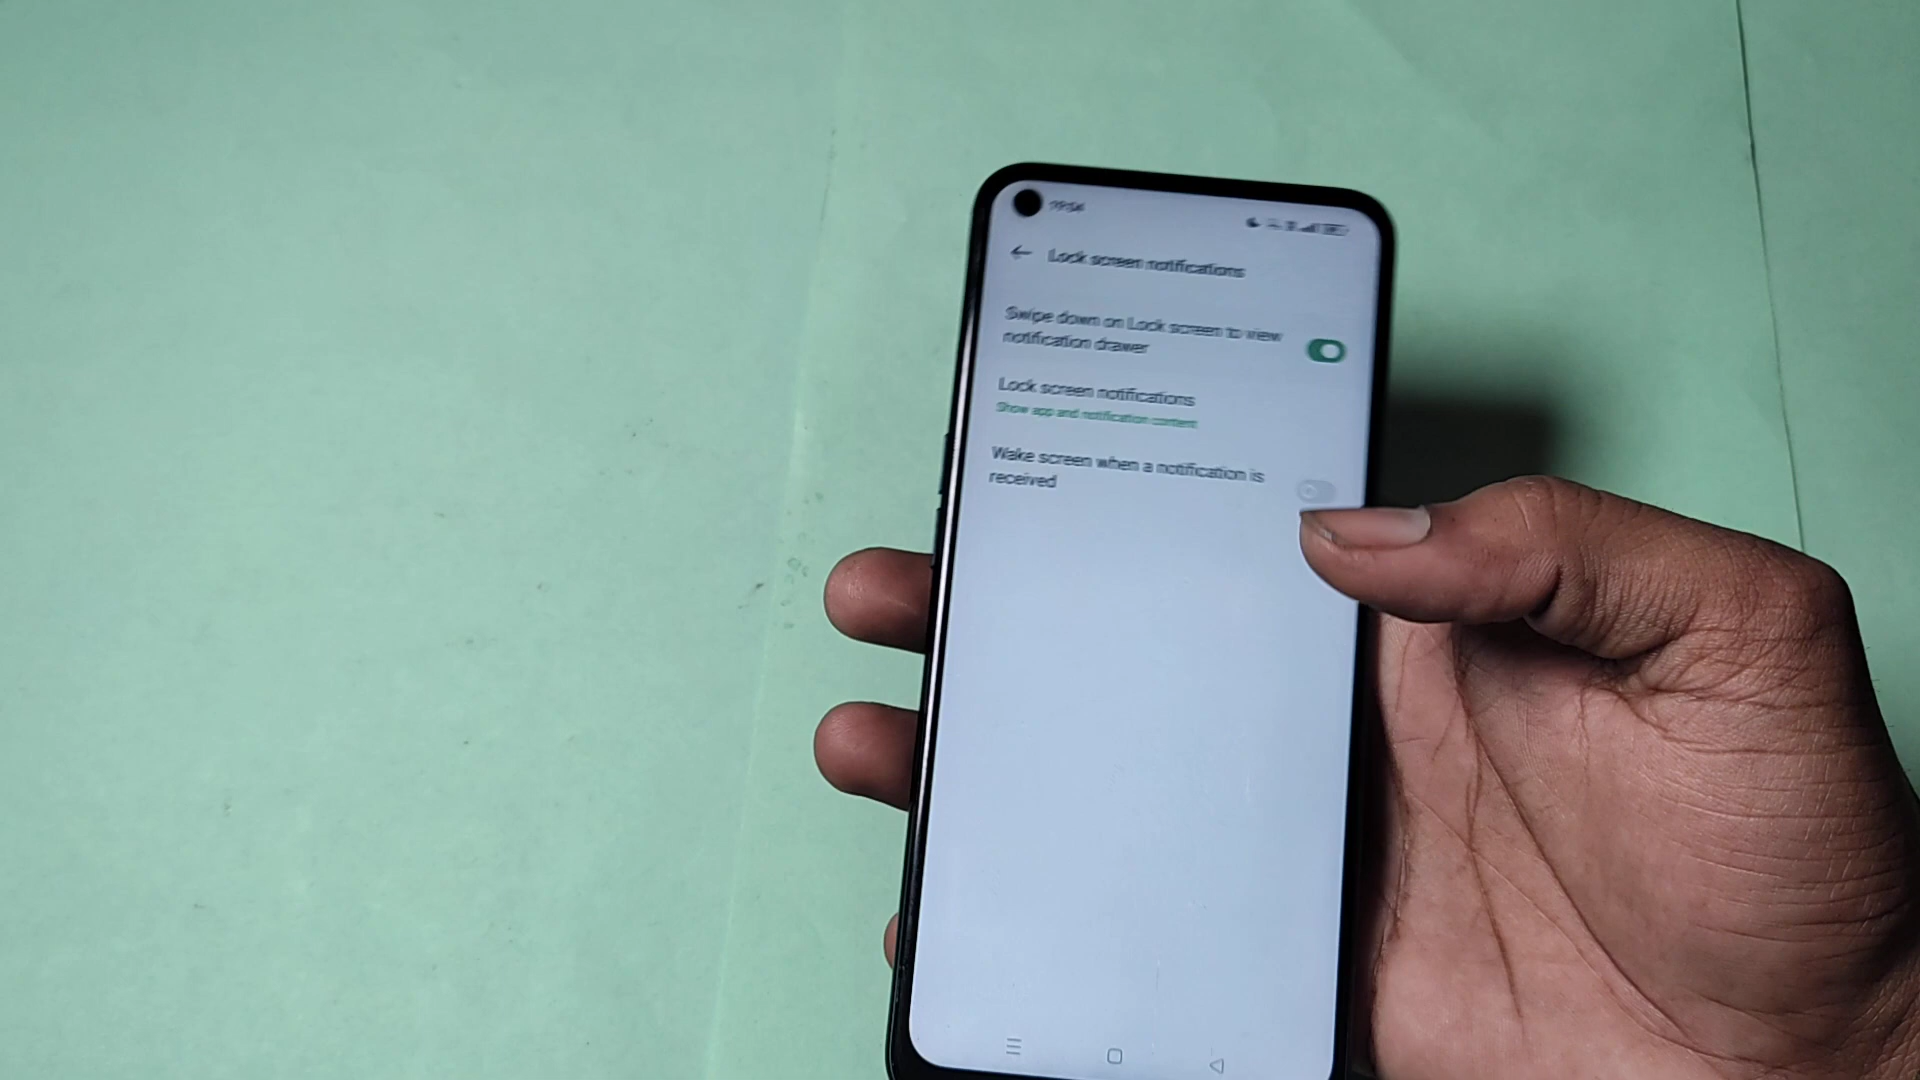 Lock screen notifications
Swipe down on Lock screen to view
notification drawer
Lock screen notifications
Show app and notification content
Wake screen when a notification is
received